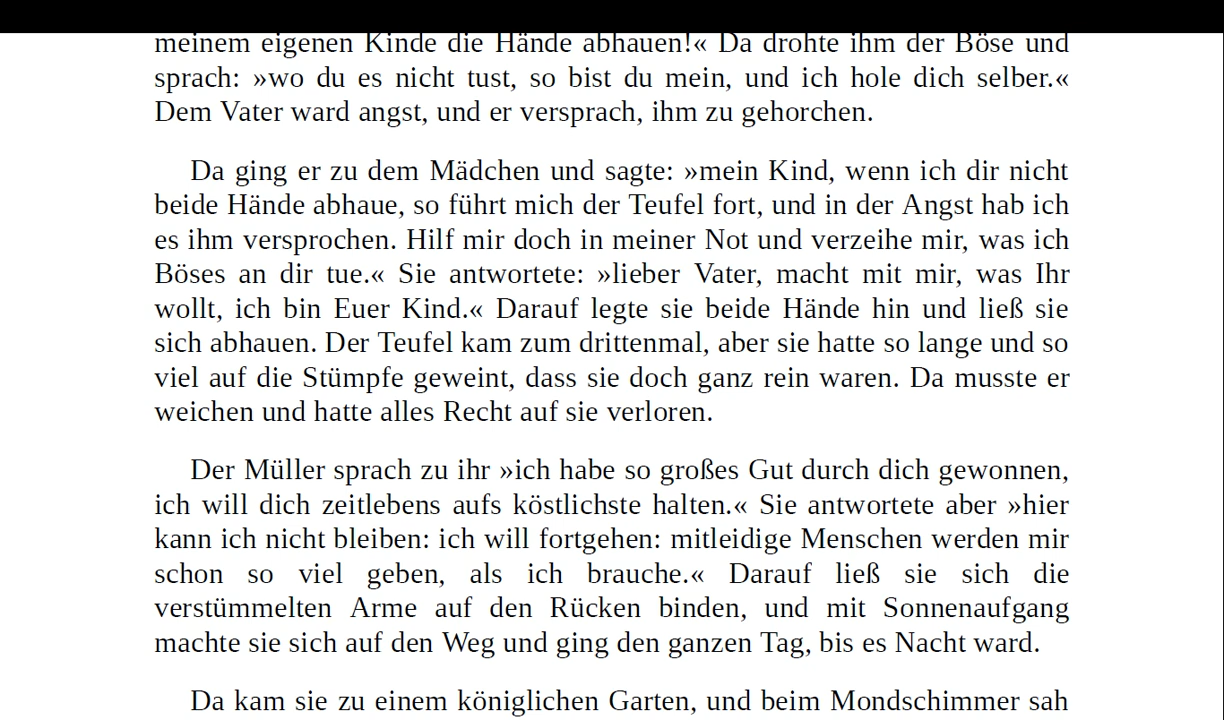 meinem eigenen Kinde die Hände abhauen!« Da drohte ihm der Böse und
sprach: »wo du es nicht tust, so bist du mein, und ich hole dich selber.«
Dem Vater ward angst, und er versprach, ihm zu gehorchen.
Da ging er zu dem Mädchen und sagte: »mein Kind, wenn ich dir nicht
beide Hände abhaue, so führt mich der Teufel fort, und in der Angst hab ich
es ihm versprochen. Hilf mir doch in meiner Not und verzeihe mir, was ich
Böses an dir tue.« Sie antwortete: »lieber Vater, macht mit mir, was Ihr
wollt, ich bin Euer Kind.« Darauf legte sie beide Hände hin und ließ sie
sich abhauen. Der Teufel kam zum drittenmal, aber sie hatte so lange und so
viel auf die Stümpfe geweint, dass sie doch ganz rein waren. Da musste er
weichen und hatte alles Recht auf sie verloren.
Der Müller sprach zu ihr »ich habe so großes Gut durch dich gewonnen,
ich will dich zeitlebens aufs köstlichste halten.« Sie antwortete aber »hier
kann ich nicht bleiben: ich will fortgehen: mitleidige Menschen werden mir
schon so viel geben, als ich brauche.« Darauf ließ sie sich die
verstümmelten Arme auf den Rücken binden, und mit Sonnenaufgang
machte sie sich auf den Weg und ging den ganzen Tag, bis es Nacht ward.
Da kam sie zu einem königlichen Garten, und beim Mondschimmer sah